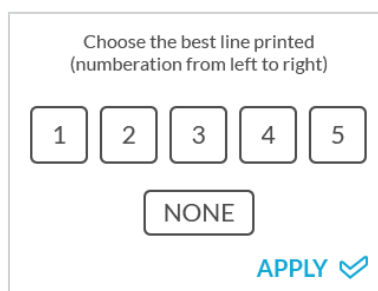 Choose the best line printed
(numberation from left to right)
1 2 3 4 5
NONE
APPLY